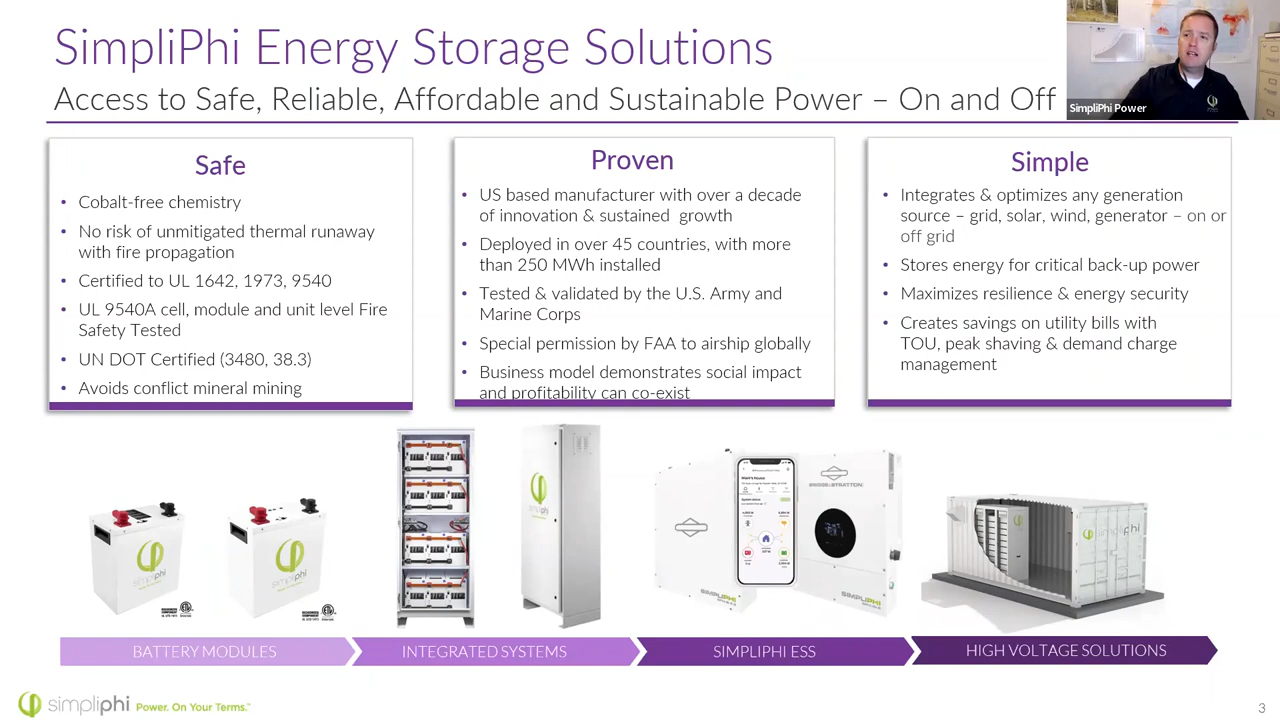 SimpliPhi Energy Storage Solutions
Access to Safe, Reliable, Affordable and Sustainable Power – On and Off
SimpliPhi Power
Safe
• Cobalt-free chemistry
• No risk of unmitigated thermal runaway
with fire propagation
• Certified to UL 1642, 1973, 9540
• UL 9540A cell, module and unit level Fire
Safety Tested
• UN DOT Certified (3480, 38.3)
• Avoids conflict mineral mining
Proven
• US based manufacturer with over a decade
of innovation & sustained growth
• Deployed in over 45 countries, with more
than 250 MWh installed
• Tested & validated by the U.S. Army and
Marine Corps
• Special permission by FAA to airship globally
• Business model demonstrates social impact
and profitability can co-exist
Simple
• Integrates & optimizes any generation
source – grid, solar, wind, generator – on or
off grid
• Stores energy for critical back-up power
• Maximizes resilience & energy security
• Creates savings on utility bills with
TOU, peak shaving & demand charge
management
simpliphi
simpliphi
BRIGGS & STRATTON
SIMPLIPHI
SIMPLIPHI
simpliphi
BATTERY MODULES
INTEGRATED SYSTEMS
SIMPLIPHI ESS
HIGH VOLTAGE SOLUTIONS
simpliphi Power. On Your Terms.™
3